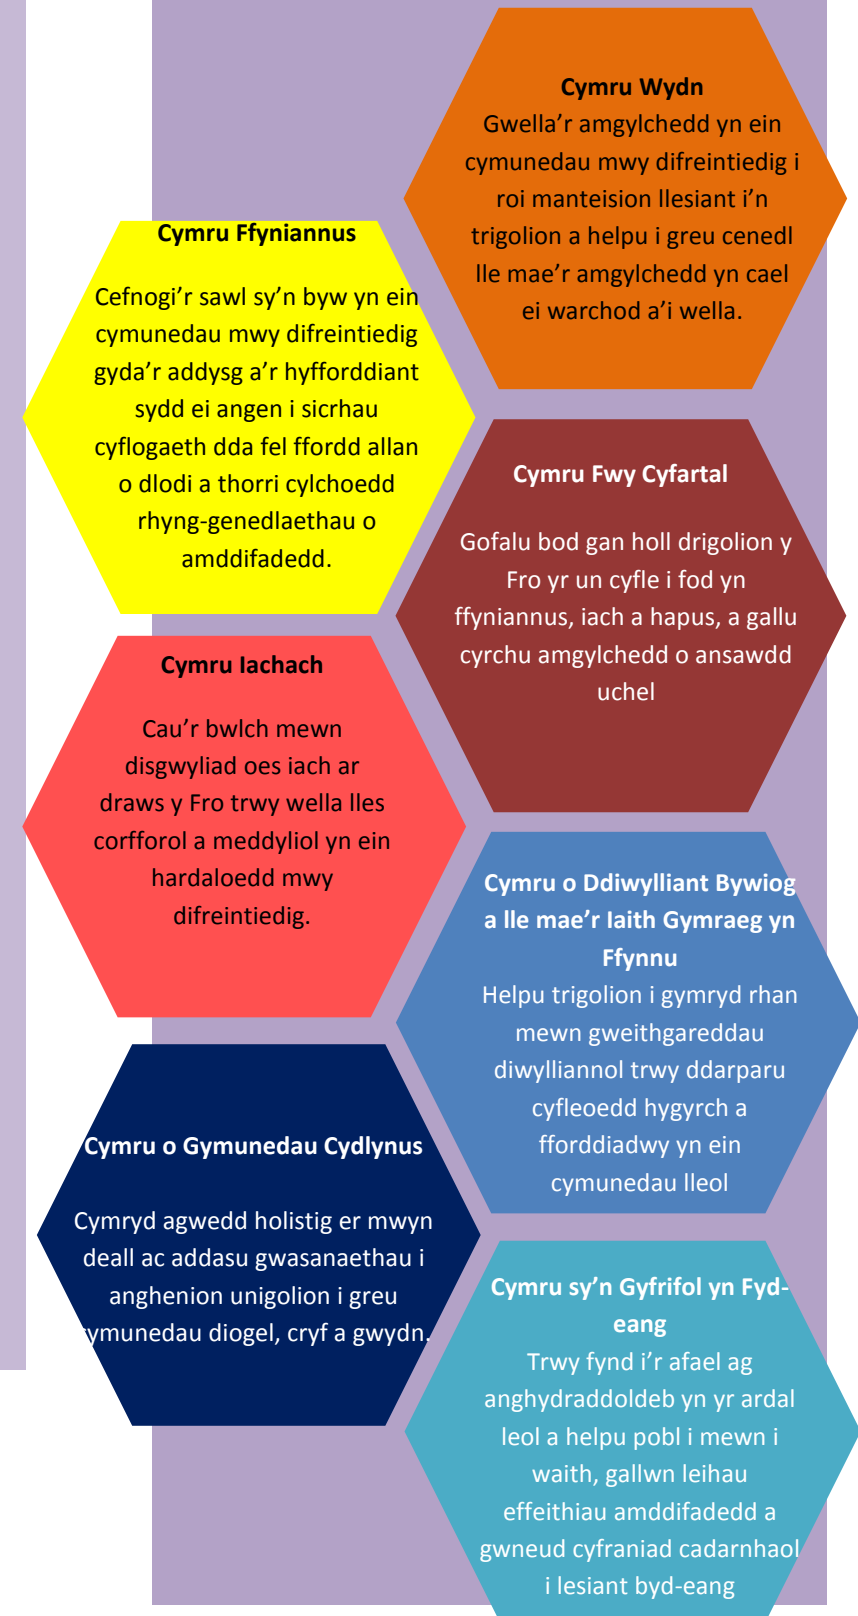 Cymru Wydn
Gwella’r amgylchedd yn ein
cymunedau mwy difreintiedig i
roi manteision llesiant i’n
trigolion a helpu i greu cenedl
lle mae’r amgylchedd yn cael
ei warchod a’i wella.
Cymru Ffyniannus
Cefnogi’r sawl sy’n byw yn ein
cymunedau mwy difreintiedig
gyda’r addysg a’r hyfforddiant
sydd ei angen i sicrhau
cyflogaeth dda fel ffordd allan
o dlodi a thorri cylchoedd
rhyng-genedlaethau o
amddifadedd.
Cymru Fwy Cyfartal
Gofalu bod gan holl drigolion y
Fro yr un cyfle i fod yn
ffyniannus, iach a hapus, a gallu
cyrchu amgylchedd o ansawdd
uchel
Cymru Iachach
Cau’r bwlch mewn
disgwyliad oes iach ar
draws y Fro trwy wella lles
corfforol a meddyliol yn ein
hardaloedd mwy
difreintiedig.
Cymru o Ddiwylliant Bywiog
a lle mae’r Iaith Gymraeg yn
Ffynnu
Helpu trigolion i gymryd rhan
mewn gweithgareddau
diwylliannol trwy ddarparu
cyfleoedd hygyrch a
fforddiadwy yn ein
cymunedau lleol
Cymru o Gymunedau Cydlynus
Cymryd agwedd holistig er mwyn
deall ac addasu gwasanaethau i
anghenion unigolion i greu
cymunedau diogel, cryf a gwydn.
Cymru sy’n Gyfrifol yn Fyd-
eang
Trwy fynd i’r afael ag
anghydraddoldeb yn yr ardal
leol a helpu pobl i mewn i
waith, gallwn leihau
effeithiau amddifadedd a
gwneud cyfraniad cadarnhaol
i lesiant byd-eang